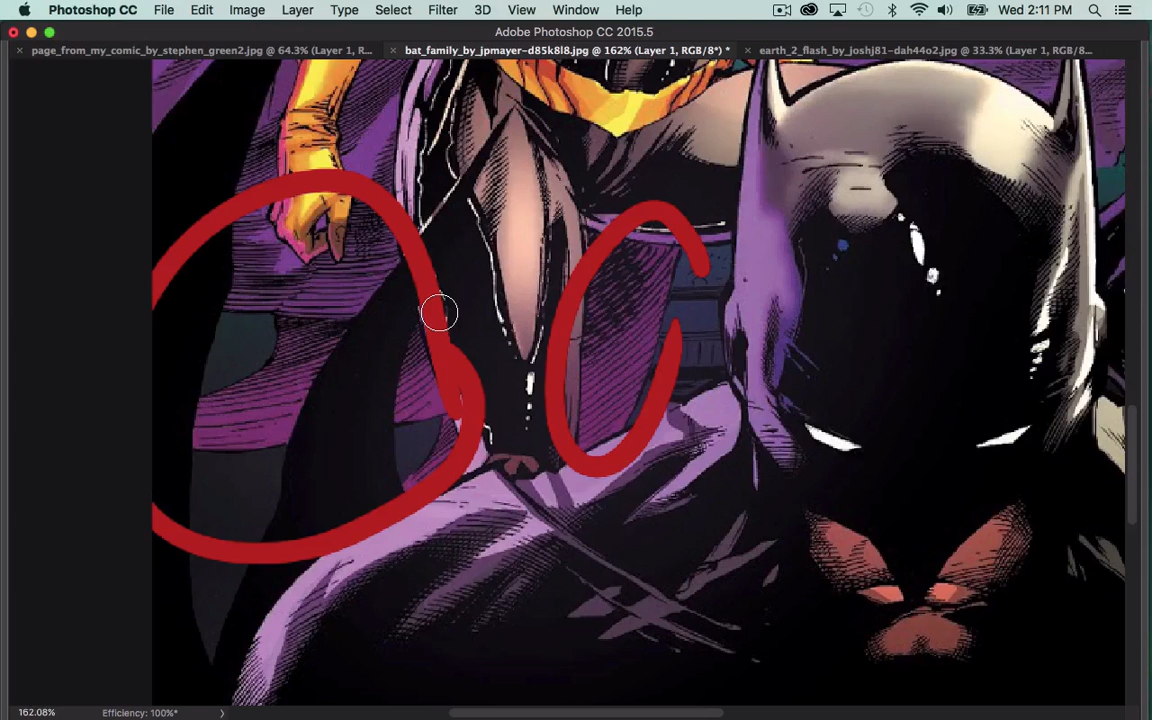 Photoshop CC File Edit Image Layer Type Select Filter 3D View Window Help Wed 2:11 PM
Adobe Photoshop CC 2015.5
page_from_my_comic_by_stephen_green2.jpg @ 64.3% (Layer 1, R... bat_family_by_jpmayer-d85k8l8.jpg @ 162% (Layer 1, RGB/8*) * earth_2_flash_by_joshj81-dah44o2.jpg @ 33.3% (Layer 1, RGB/8...
162.08% Efficiency: 100%*